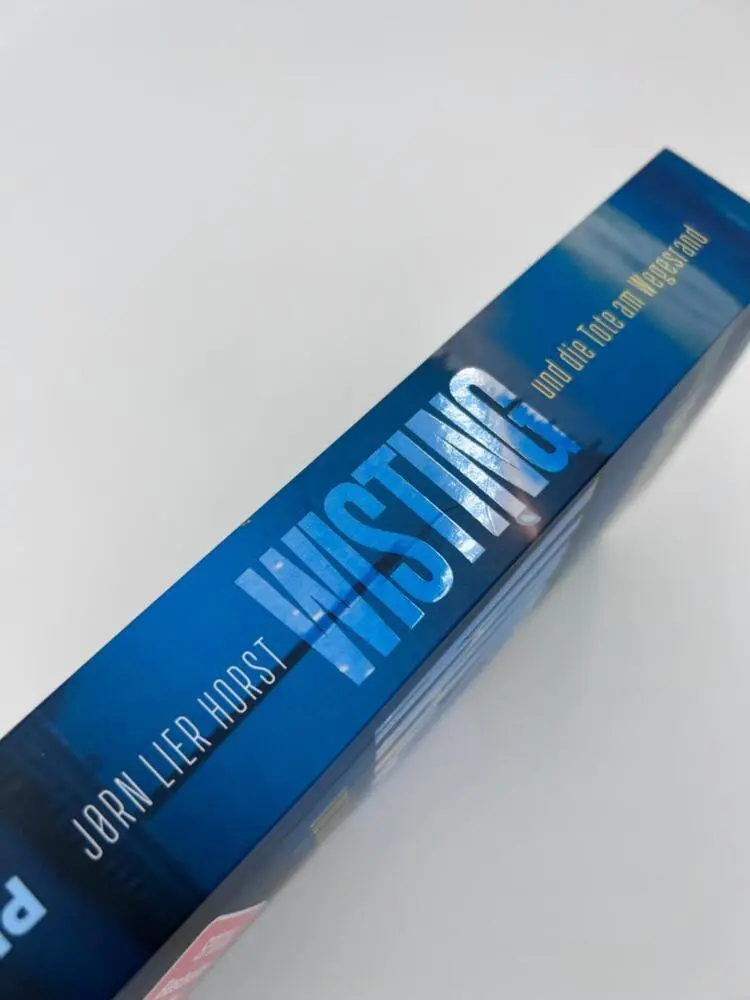 JØRN LIER HORST
WISTING
und die Tote am Wegesrand